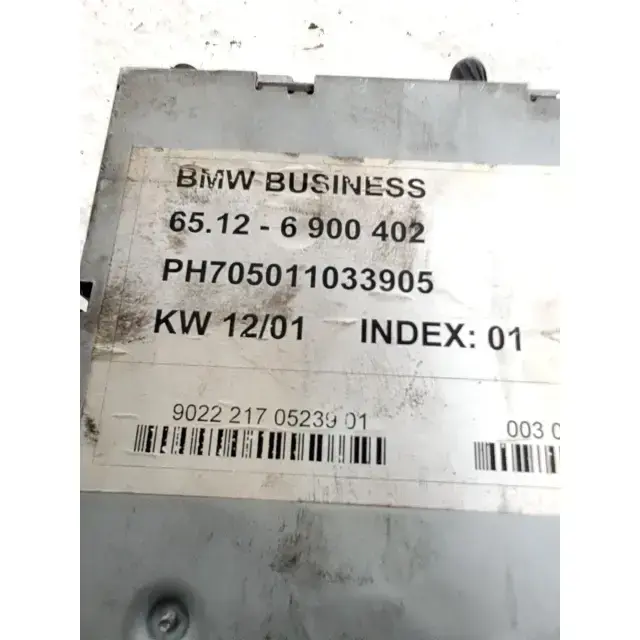 BMW BUSINESS
65.12 - 6 900 402
PH705011033905
KW 12/01 INDEX: 01
9022 217 05239 01
003